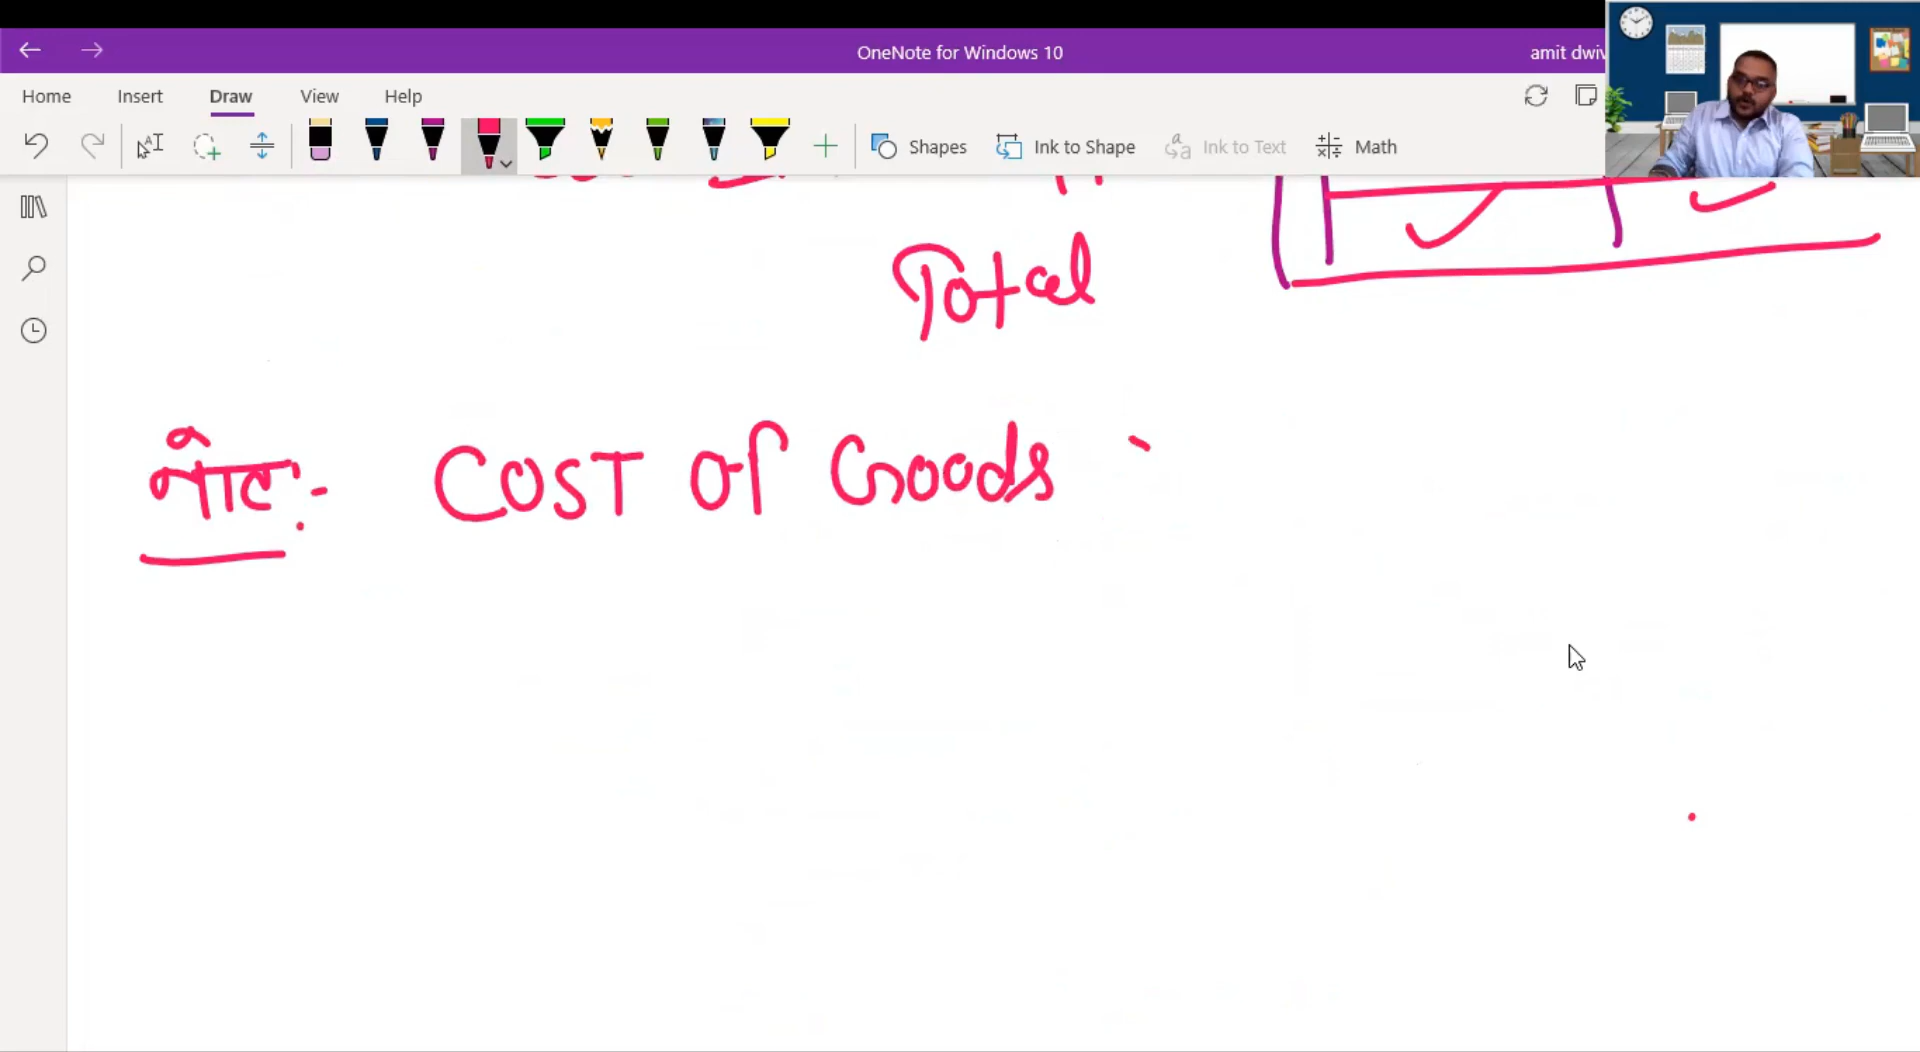 OneNote for Windows 10
amit dwiv
Home Insert Draw View Help
Shapes Ink to Shape Ink to Text Math
Total
नोट:- COST of Goods